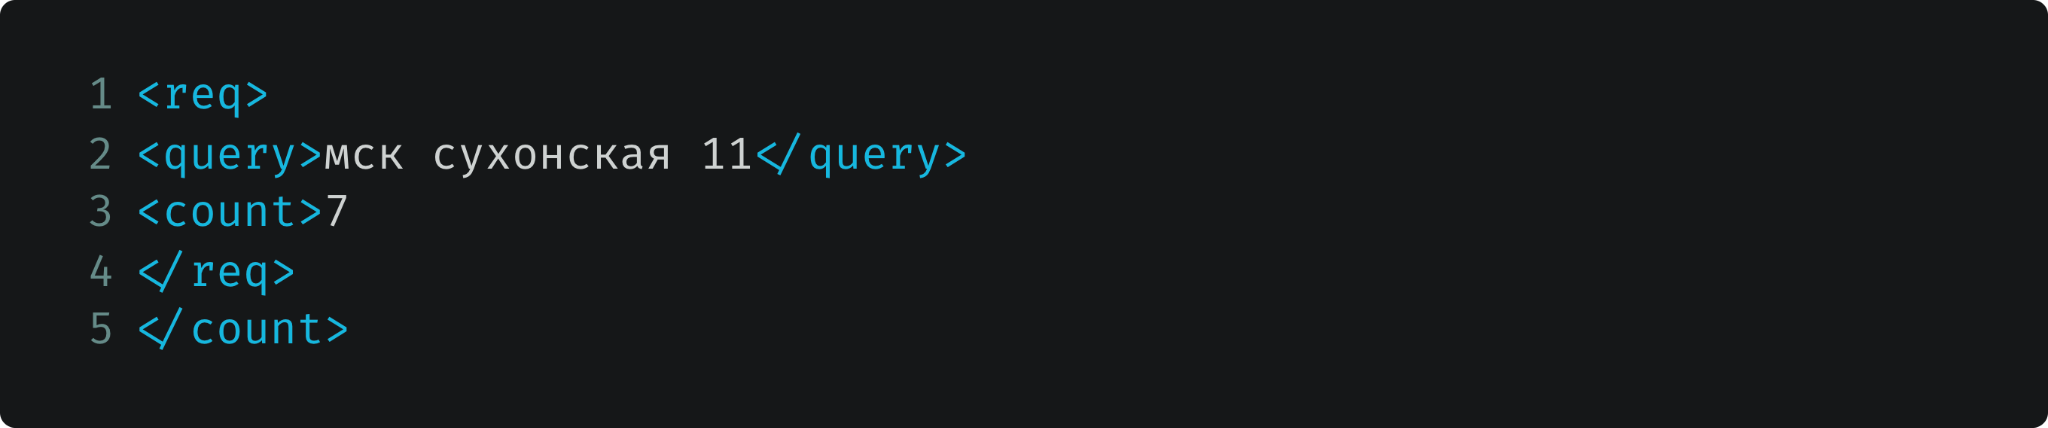 1 <req>
2 <query>мск сухонская 11</query>
3 <count>7
4 </req>
5 </count>